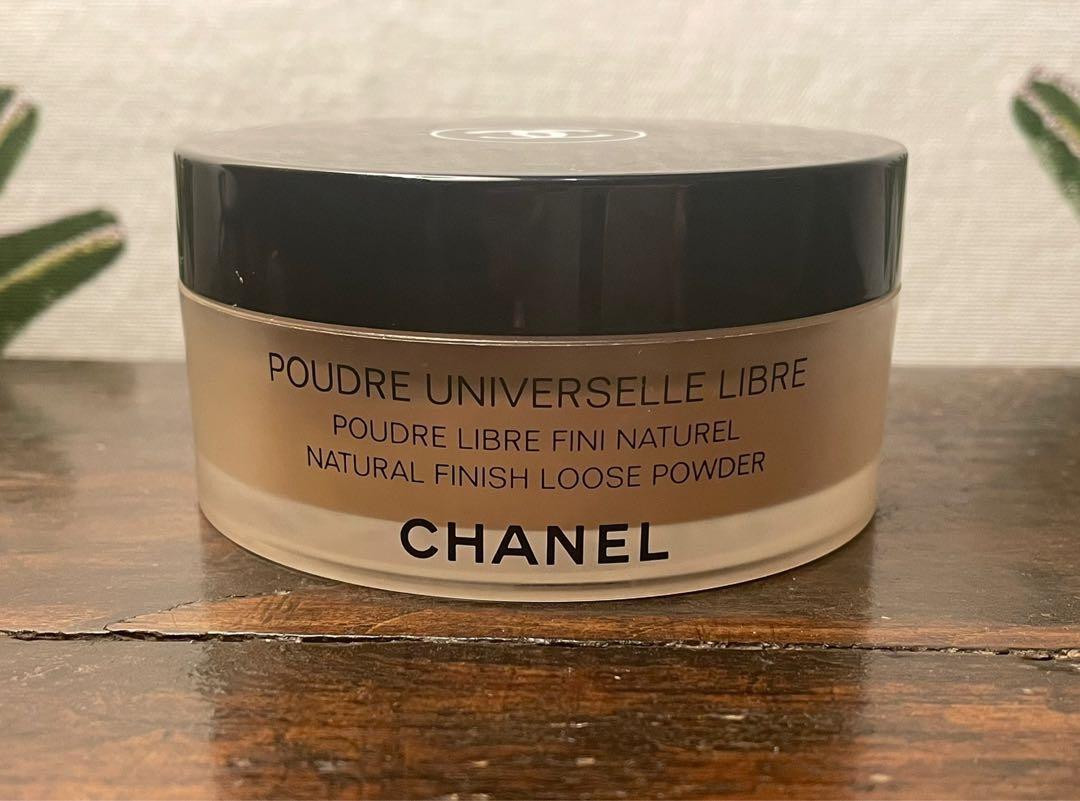 POUDRE UNIVERSELLE LIBRE
POUDRE LIBRE FINI NATUREL
NATURAL FINISH LOOSE POWDER
CHANEL